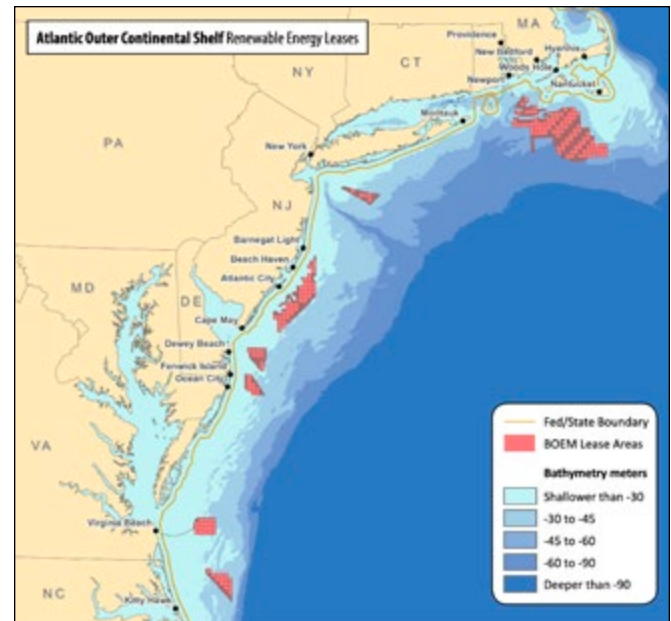 Atlantic Outer Continental Shelf Renewable Energy Leases
MA
Providence
New Bedford
Hyannis
Woods Hole
Newport
Nantucket
CT
NY
Montauk
PA
New York
NJ
Barnegat Light
Beach Haven
Atlantic City
MD
DE
Cape May
Dewey Beach
Fenwick Island
Ocean City
VA
Virginia Beach
NC
Kitty Hawk
Fed/State Boundary
BOEM Lease Areas
Bathymetry meters
Shallower than -30
-30 to -45
-45 to -60
-60 to -90
Deeper than -90